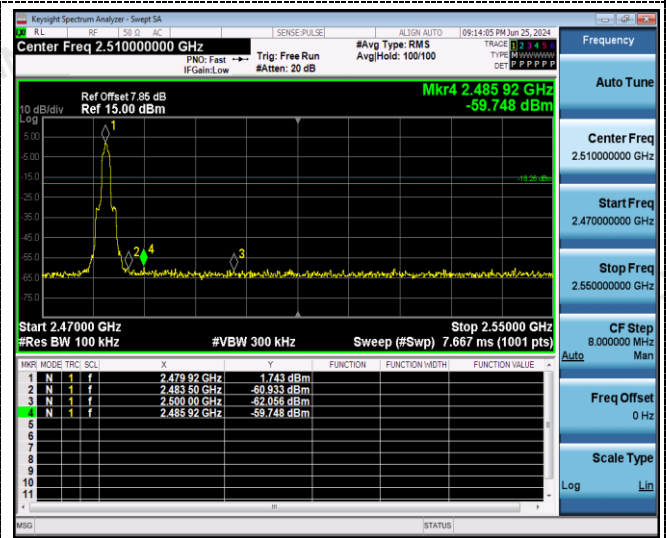 Keysight Spectrum Analyzer - Swept SA
RL RF 50 Ω AC SENSE:PULSE ALIGN AUTO 09:14:05 PM Jun 25, 2024
Center Freq 2.510000000 GHz
PNO: Fast
IFGain:Low
Trig: Free Run
#Atten: 20 dB
#Avg Type: RMS
Avg|Hold: 100/100
TRACE 1 2 3 4 5 6
TYPE M W W W W W
DET P P P P P P
Frequency
Auto Tune
Center Freq
2.510000000 GHz
Start Freq
2.470000000 GHz
Stop Freq
2.550000000 GHz
CF Step
8.000000 MHz
Auto Man
Freq Offset
0 Hz
Scale Type
Log Lin
Mkr4 2.485 92 GHz
-59.748 dBm
Ref Offset 7.85 dB
10 dB/div Ref 15.00 dBm
Log
5.00
-5.00
-15.0
-25.0
-35.0
-45.0
-55.0
-65.0
-75.0
1
2
4
3
-18.26 dBm
Start 2.47000 GHz Stop 2.55000 GHz
#Res BW 100 kHz #VBW 300 kHz Sweep (#Swp) 7.667 ms (1001 pts)
MKR MODE TRC SCL X Y FUNCTION FUNCTION WIDTH FUNCTION VALUE
1 N 1 f 2.479 92 GHz 1.743 dBm
2 N 1 f 2.483 50 GHz -60.933 dBm
3 N 1 f 2.500 00 GHz -62.056 dBm
4 N 1 f 2.485 92 GHz -59.748 dBm
5
6
7
8
9
10
11
MSG STATUS